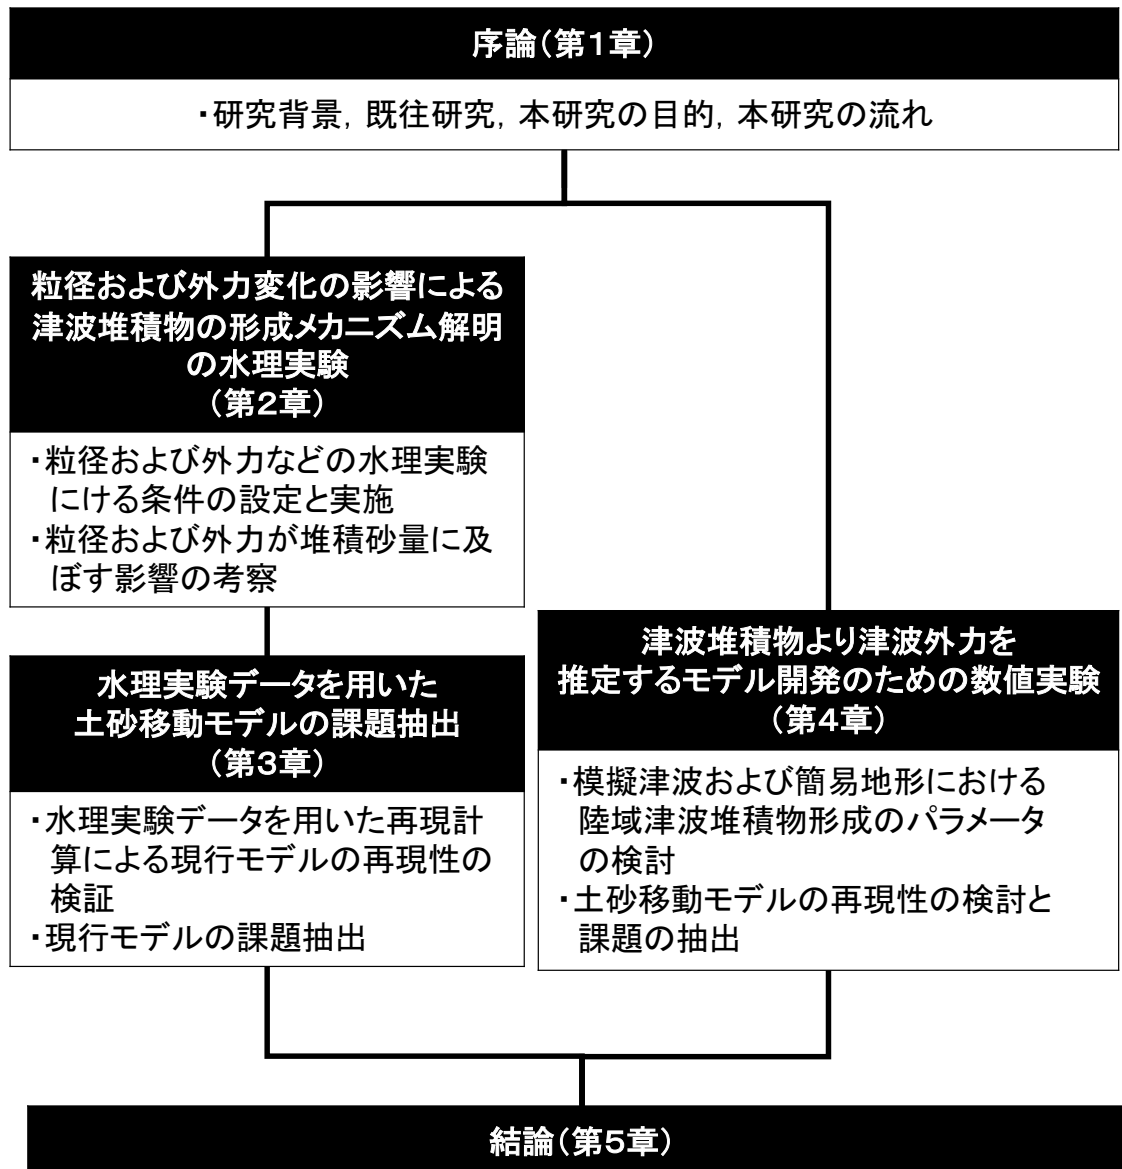 序論(第1章)
・研究背景, 既往研究, 本研究の目的, 本研究の流れ
粒径および外力変化の影響による
津波堆積物の形成メカニズム解明
の水理実験
(第2章)
・粒径および外力などの水理実験
にける条件の設定と実施
・粒径および外力が堆積砂量に及
ぼす影響の考察
水理実験データを用いた
土砂移動モデルの課題抽出
(第3章)
・水理実験データを用いた再現計
算による現行モデルの再現性の
検証
・現行モデルの課題抽出
津波堆積物より津波外力を
推定するモデル開発のための数値実験
(第4章)
・模擬津波および簡易地形における
陸域津波堆積物形成のパラメータ
の検討
・土砂移動モデルの再現性の検討と
課題の抽出
結論(第5章)